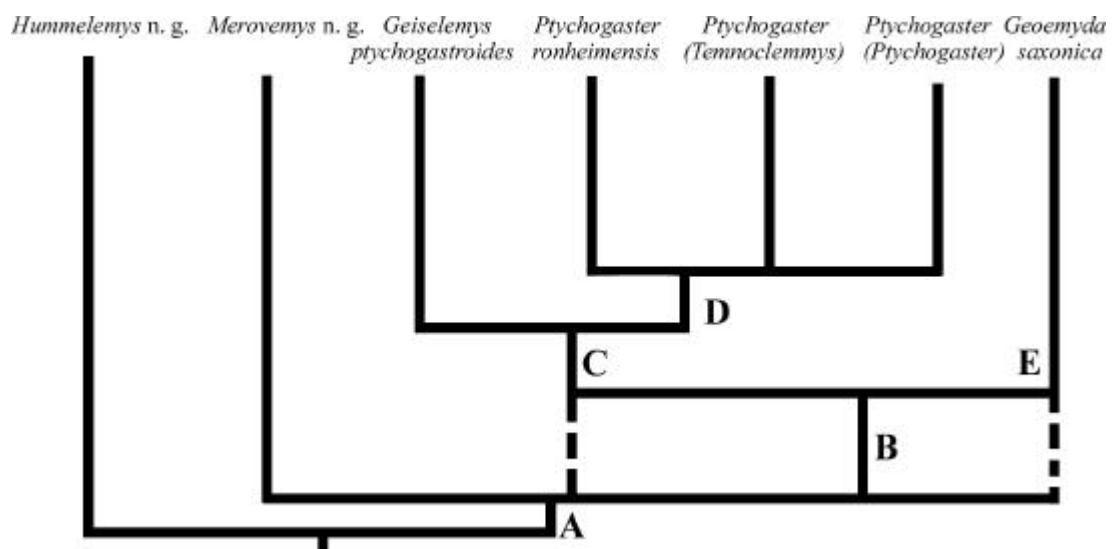 Hummelemys n. g.
Merovemys n. g.
Geiselemys
ptychogastroides
Ptychogaster
ronheimensis
Ptychogaster
(Temnoclemmys)
Ptychogaster
(Ptychogaster)
Geoemyda
saxonica
D
C
E
B
A